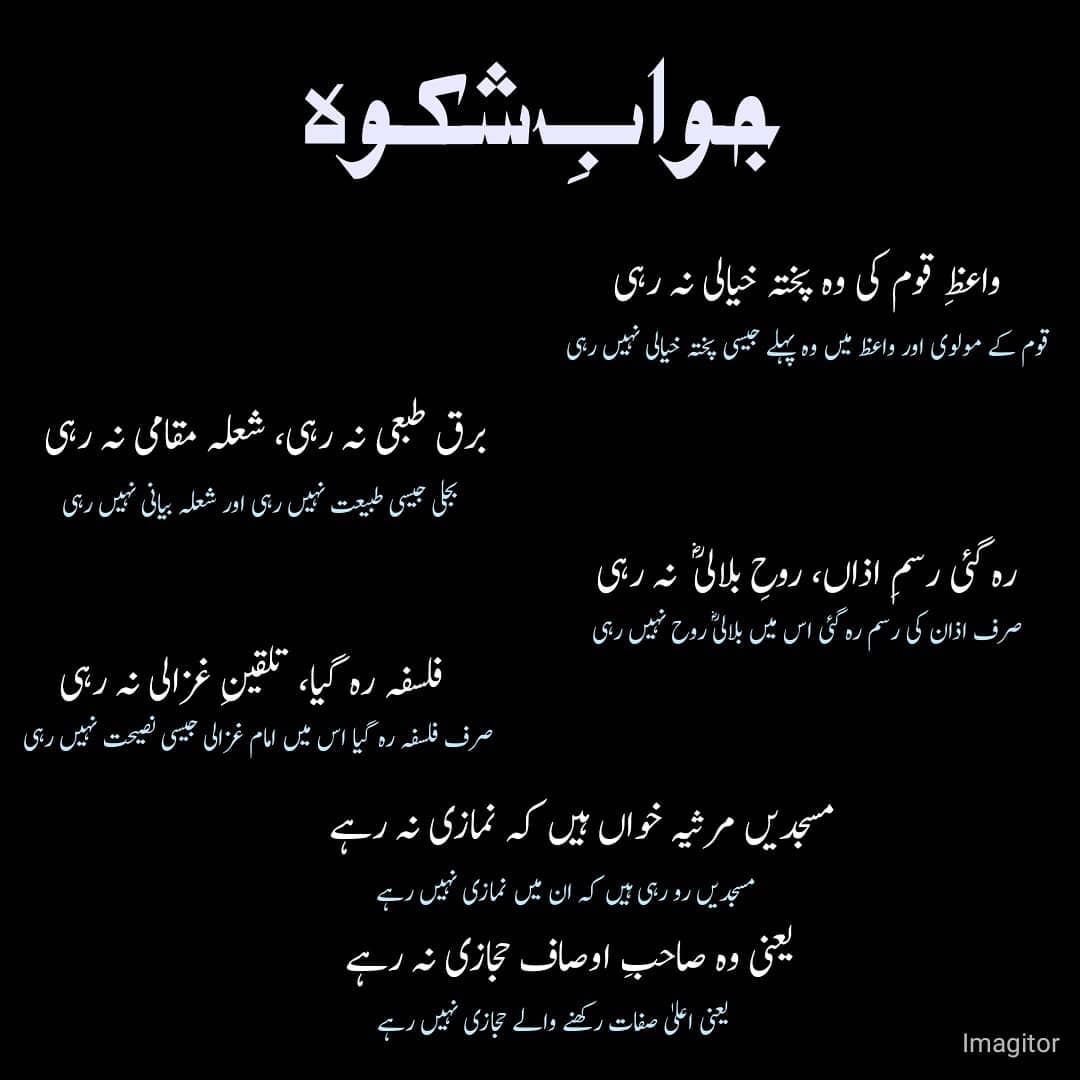 جوابِ شکوہ
واعظِ قوم کی وہ پختہ خیالی نہ رہی
قوم کے مولوی اور واعظ میں وہ پہلے جیسی پختہ خیالی نہیں رہی
برق طبعی نہ رہی، شعلہ مقامی نہ رہی
بجلی جیسی طبیعت نہیں رہی اور شعلہ بیانی نہیں رہی
رہ گئی رسمِ اذاں، روحِ بلالیؓ نہ رہی
صرف اذان کی رسم رہ گئی اس میں بلالیؓ روح نہیں رہی
فلسفہ رہ گیا، تلقینِ غزالی نہ رہی
صرف فلسفہ رہ گیا اس میں امام غزالی جیسی نصیحت نہیں رہی
مسجدیں مرثیہ خواں ہیں کہ نمازی نہ رہے
مسجدیں رو رہی ہیں کہ ان میں نمازی نہیں رہے
یعنی وہ صاحبِ اوصاف حجازی نہ رہے
یعنی اعلیٰ صفات رکھنے والے حجازی نہیں رہے
Imagitor